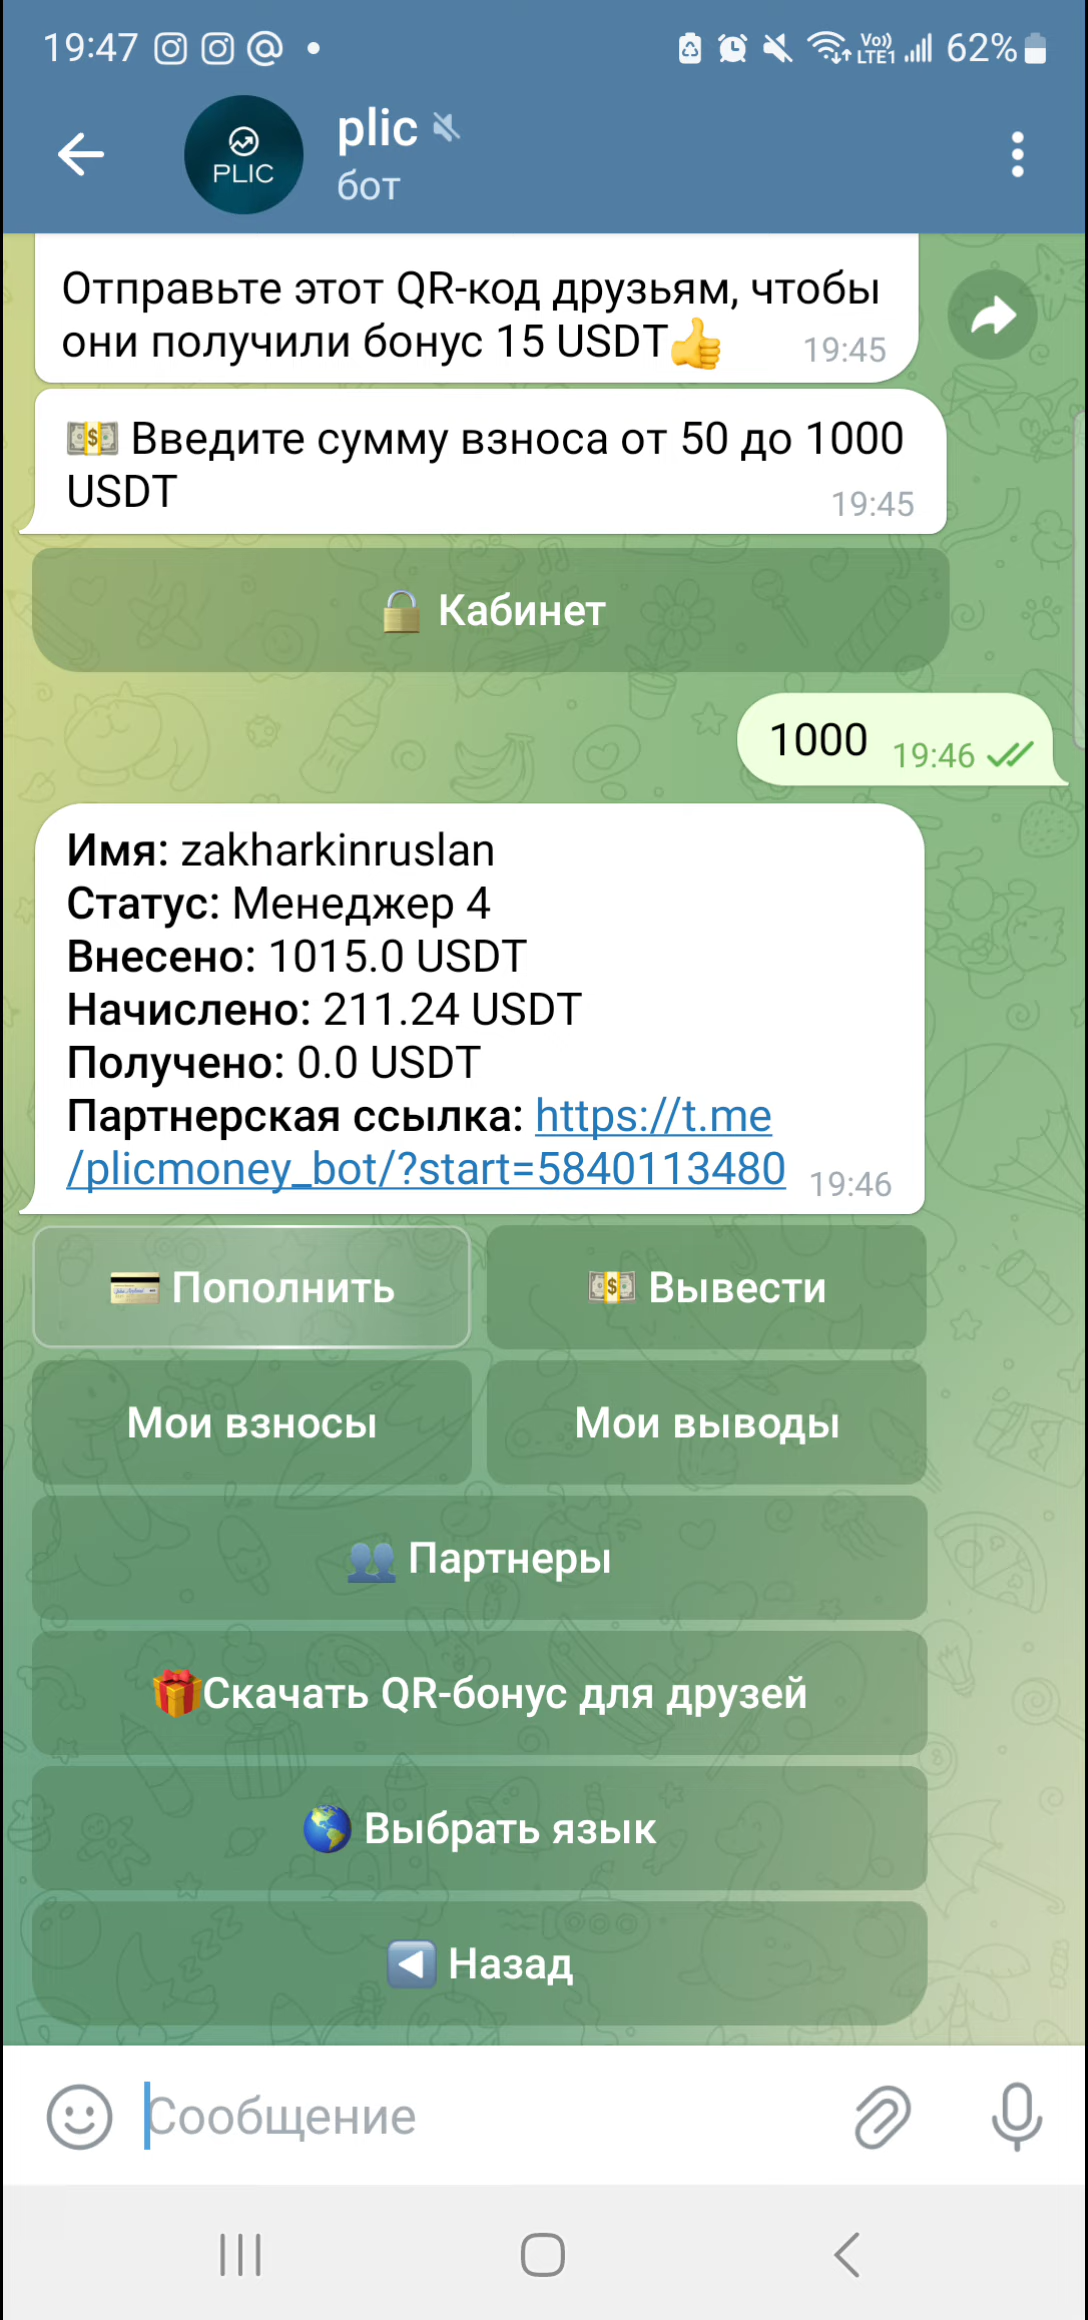 19:47
Vo))
LTE1
62%
PLIC
plic
бот
Отправьте этот QR-код друзьям, чтобы
они получили бонус 15 USDT👍 19:45
💵 Введите сумму взноса от 50 до 1000
USDT
19:45
🔒 Кабинет
1000 19:46
Имя: zakharkinruslan
Статус: Менеджер 4
Внесено: 1015.0 USDT
Начислено: 211.24 USDT
Получено: 0.0 USDT
Партнерская ссылка: https://t.me
/plicmoney_bot/?start=5840113480 19:46
💳 Пополнить
💵 Вывести
Мои взносы
Мои выводы
👥 Партнеры
🎁Скачать QR-бонус для друзей
🌎 Выбрать язык
◀️ Назад
Сообщение